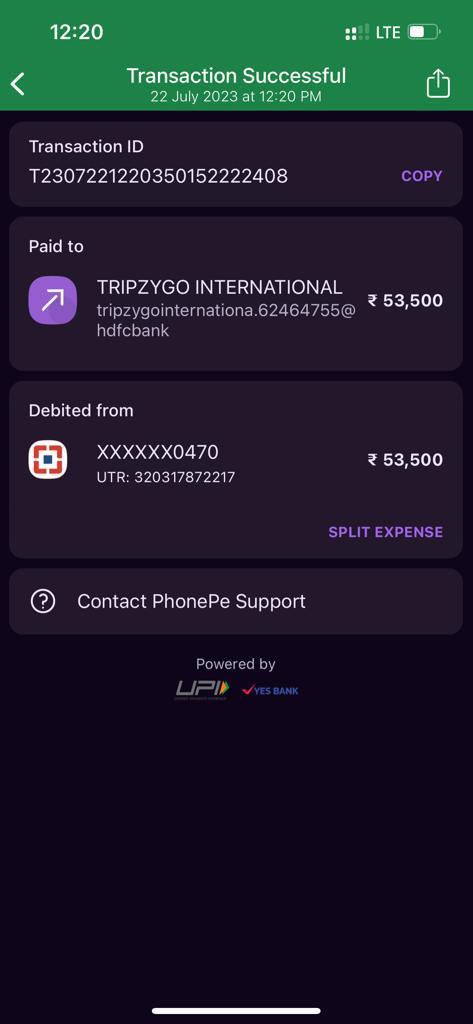 12:20
LTE
Transaction Successful
22 July 2023 at 12:20 PM
Transaction ID
T2307221220350152222408
COPY
Paid to
TRIPZYGO INTERNATIONAL
₹ 53,500
tripzygointernationa.62464755@
hdfcbank
Debited from
XXXXXX0470
₹ 53,500
UTR: 320317872217
SPLIT EXPENSE
Contact PhonePe Support
Powered by
UPI
YES BANK